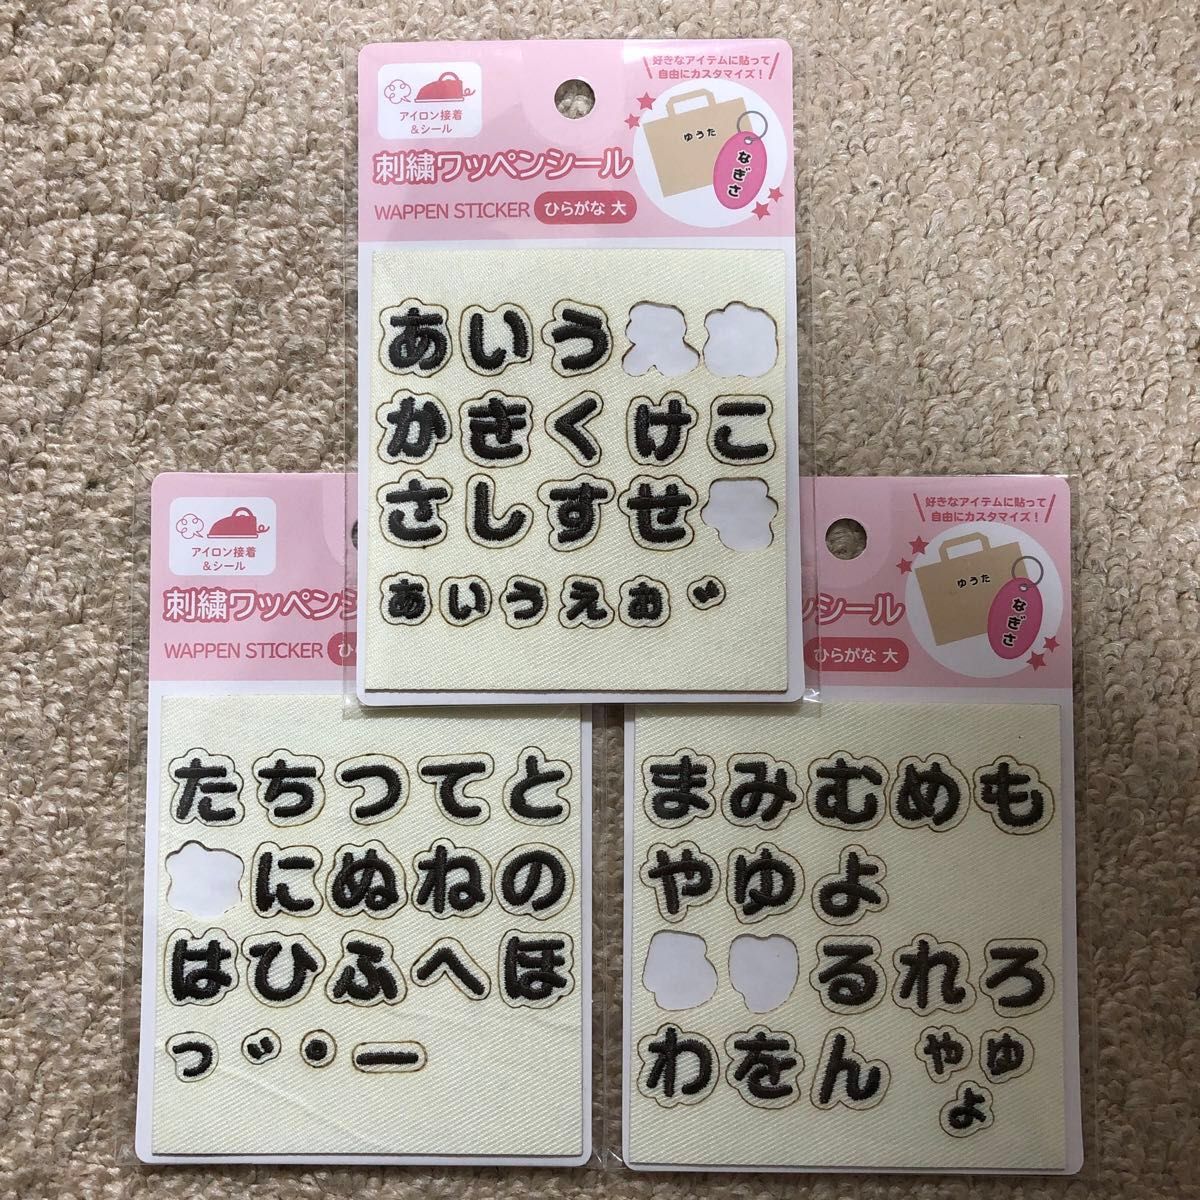 アイロン接着
&シール
好きなアイテムに貼って
自由にカスタマイズ!
ゆうた
なぎさ
刺繍ワッペンシール
WAPPEN STICKER ひらがな 大
あいう
かきくけこ
さしすせ
あぃぅぇぉ゛
アイロン接着
&シール
刺繍ワッペンシ
WAPPEN STICKER ひ
たちつてと
にぬねの
はひふへほ
っ゛゜ー
好きなアイテムに貼って
自由にカスタマイズ!
ゆうた
なぎさ
ンシール
ひらがな 大
まみむめも
やゆよ
るれろ
わをんゃゅ
ょ